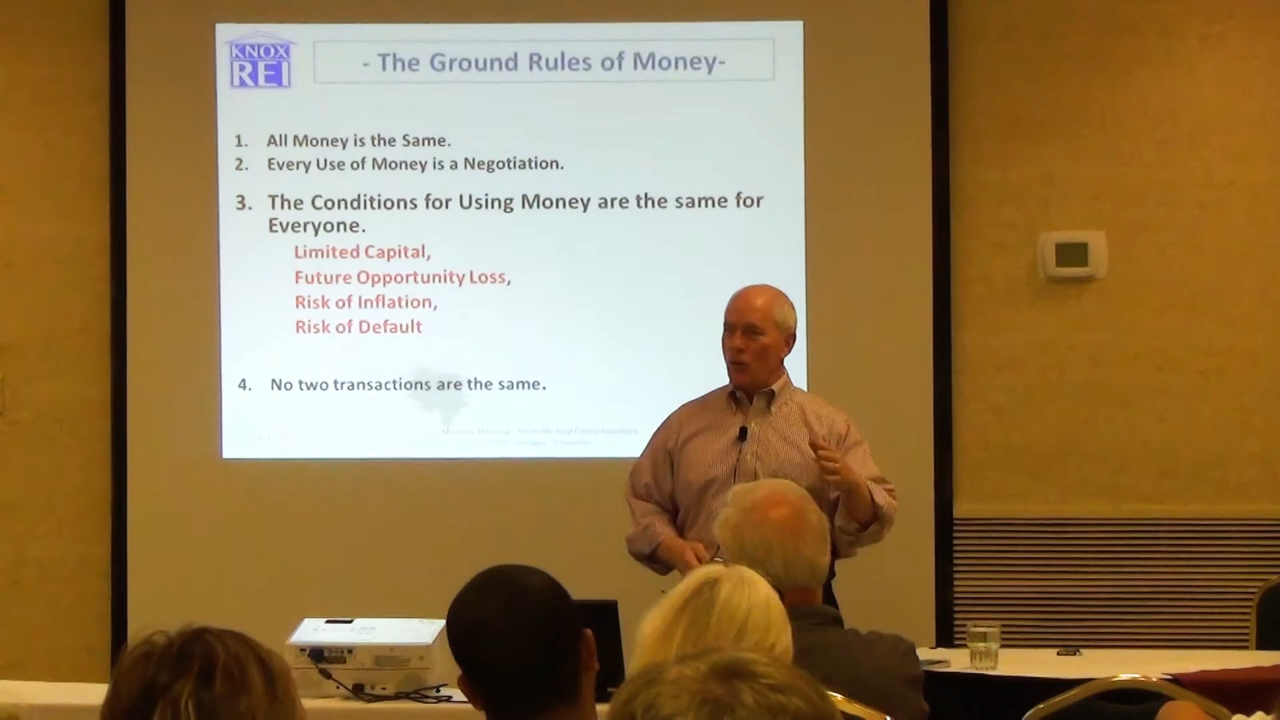 KNOX
REI
- The Ground Rules of Money-
1. All Money is the Same.
2. Every Use of Money is a Negotiation.
3. The Conditions for Using Money are the same for
Everyone.
Limited Capital,
Future Opportunity Loss,
Risk of Inflation,
Risk of Default
4. No two transactions are the same.